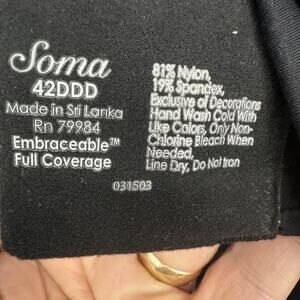 Soma
42DDD
Made in Sri Lanka
Rn 79984
Embraceable™
Full Coverage
81% Nylon,
19% Spandex,
Exclusive of Decorations
Hand Wash Cold With
Like Colors, Only Non-
Chlorine Bleach When
Needed,
Line Dry, Do Not Iron
031503